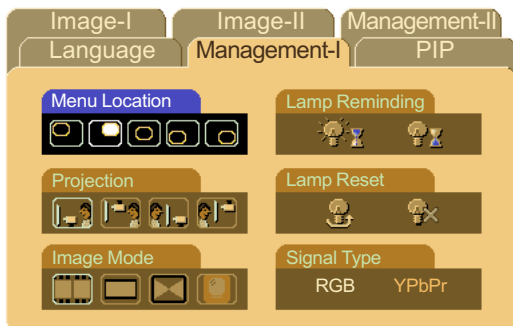 Image-I Image-II Management-II
Language Management-I PIP
Menu Location Lamp Reminding
Projection Lamp Reset
Image Mode Signal Type
RGB YPbPr